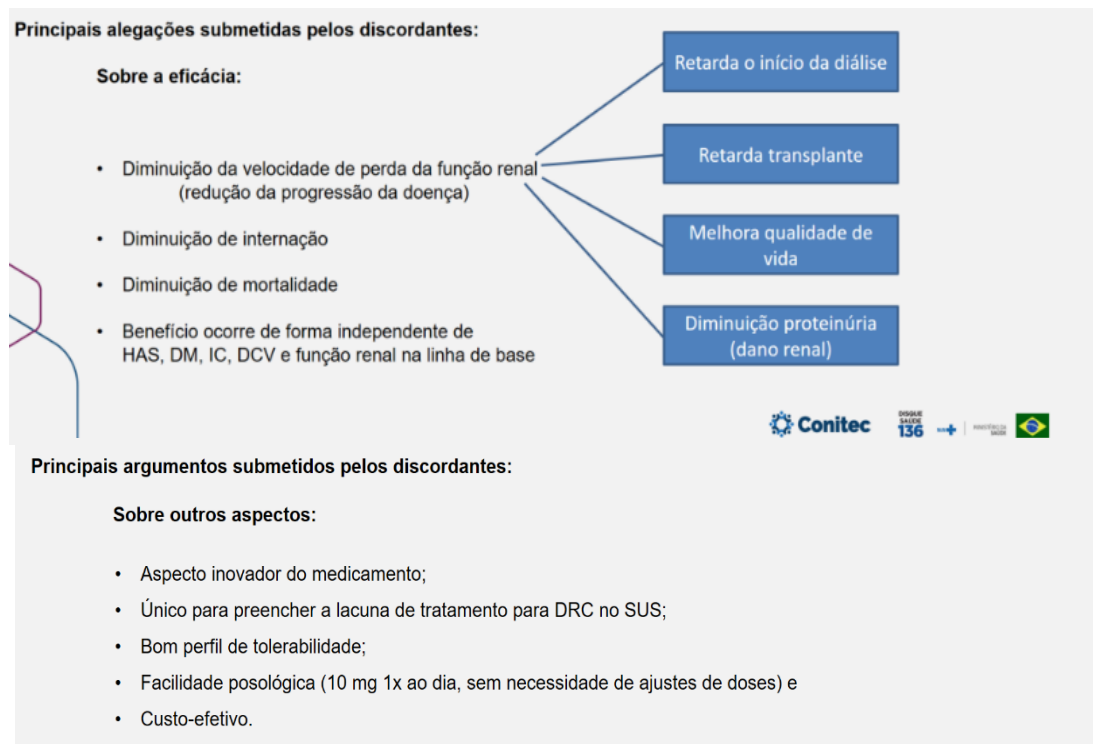 Principais alegações submetidas pelos discordantes:
Sobre a eficácia:
• Diminuição da velocidade de perda da função renal
(redução da progressão da doença)
• Diminuição de internação
• Diminuição de mortalidade
• Benefício ocorre de forma independente de
HAS, DM, IC, DCV e função renal na linha de base
Retarda o início da diálise
Retarda transplante
Melhora qualidade de
vida
Diminuição proteinúria
(dano renal)
Conitec
DISQUE
SAÚDE
136
Principais argumentos submetidos pelos discordantes:
Sobre outros aspectos:
• Aspecto inovador do medicamento;
• Único para preencher a lacuna de tratamento para DRC no SUS;
• Bom perfil de tolerabilidade;
• Facilidade posológica (10 mg 1x ao dia, sem necessidade de ajustes de doses) e
• Custo-efetivo.